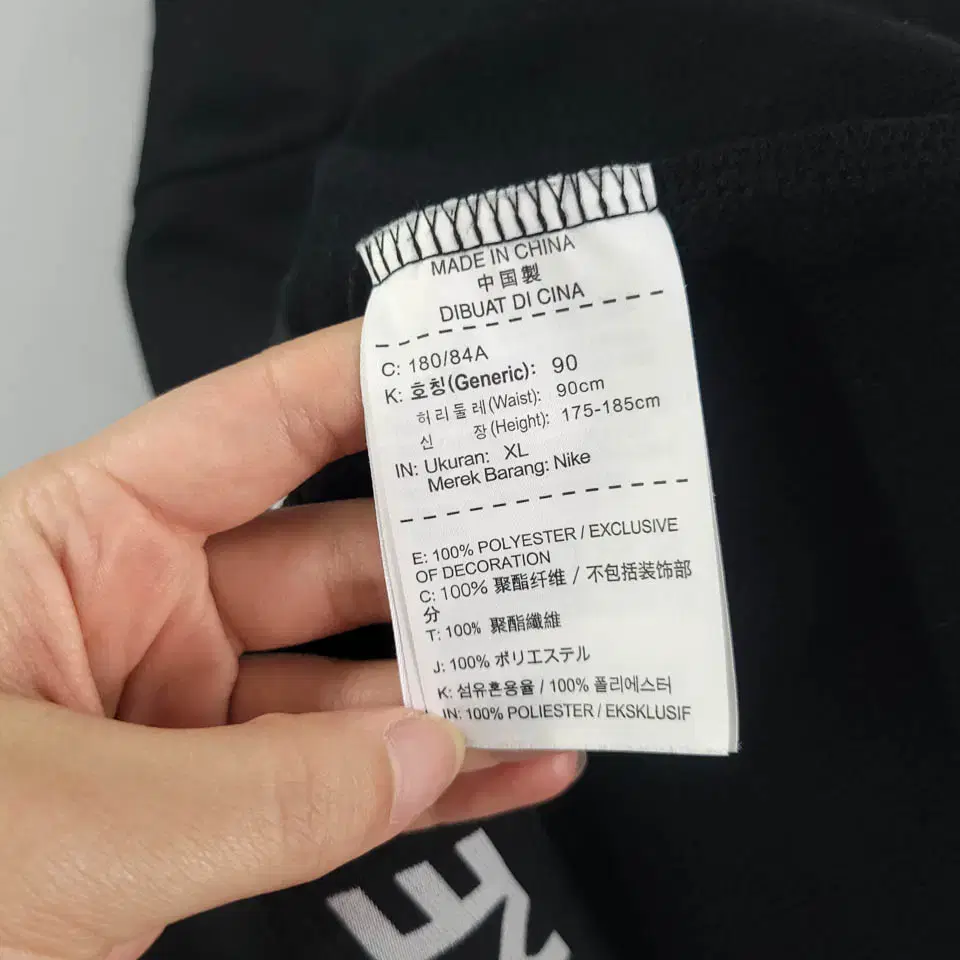 MADE IN CHINA
中国製
DIBUAT DI CINA
C: 180/84A
K: 호칭(Generic): 90
허리둘레(Waist): 90cm
신 장(Height): 175-185cm
IN: Ukuran: XL
Merek Barang: Nike
E: 100% POLYESTER / EXCLUSIVE
OF DECORATION
C: 100% 聚酯纤维 / 不包括装饰部
分
T: 100% 聚酯纖維
J: 100% ポリエステル
K: 섬유혼용율 / 100% 폴리에스터
IN: 100% POLIESTER / EKSKLUSIF